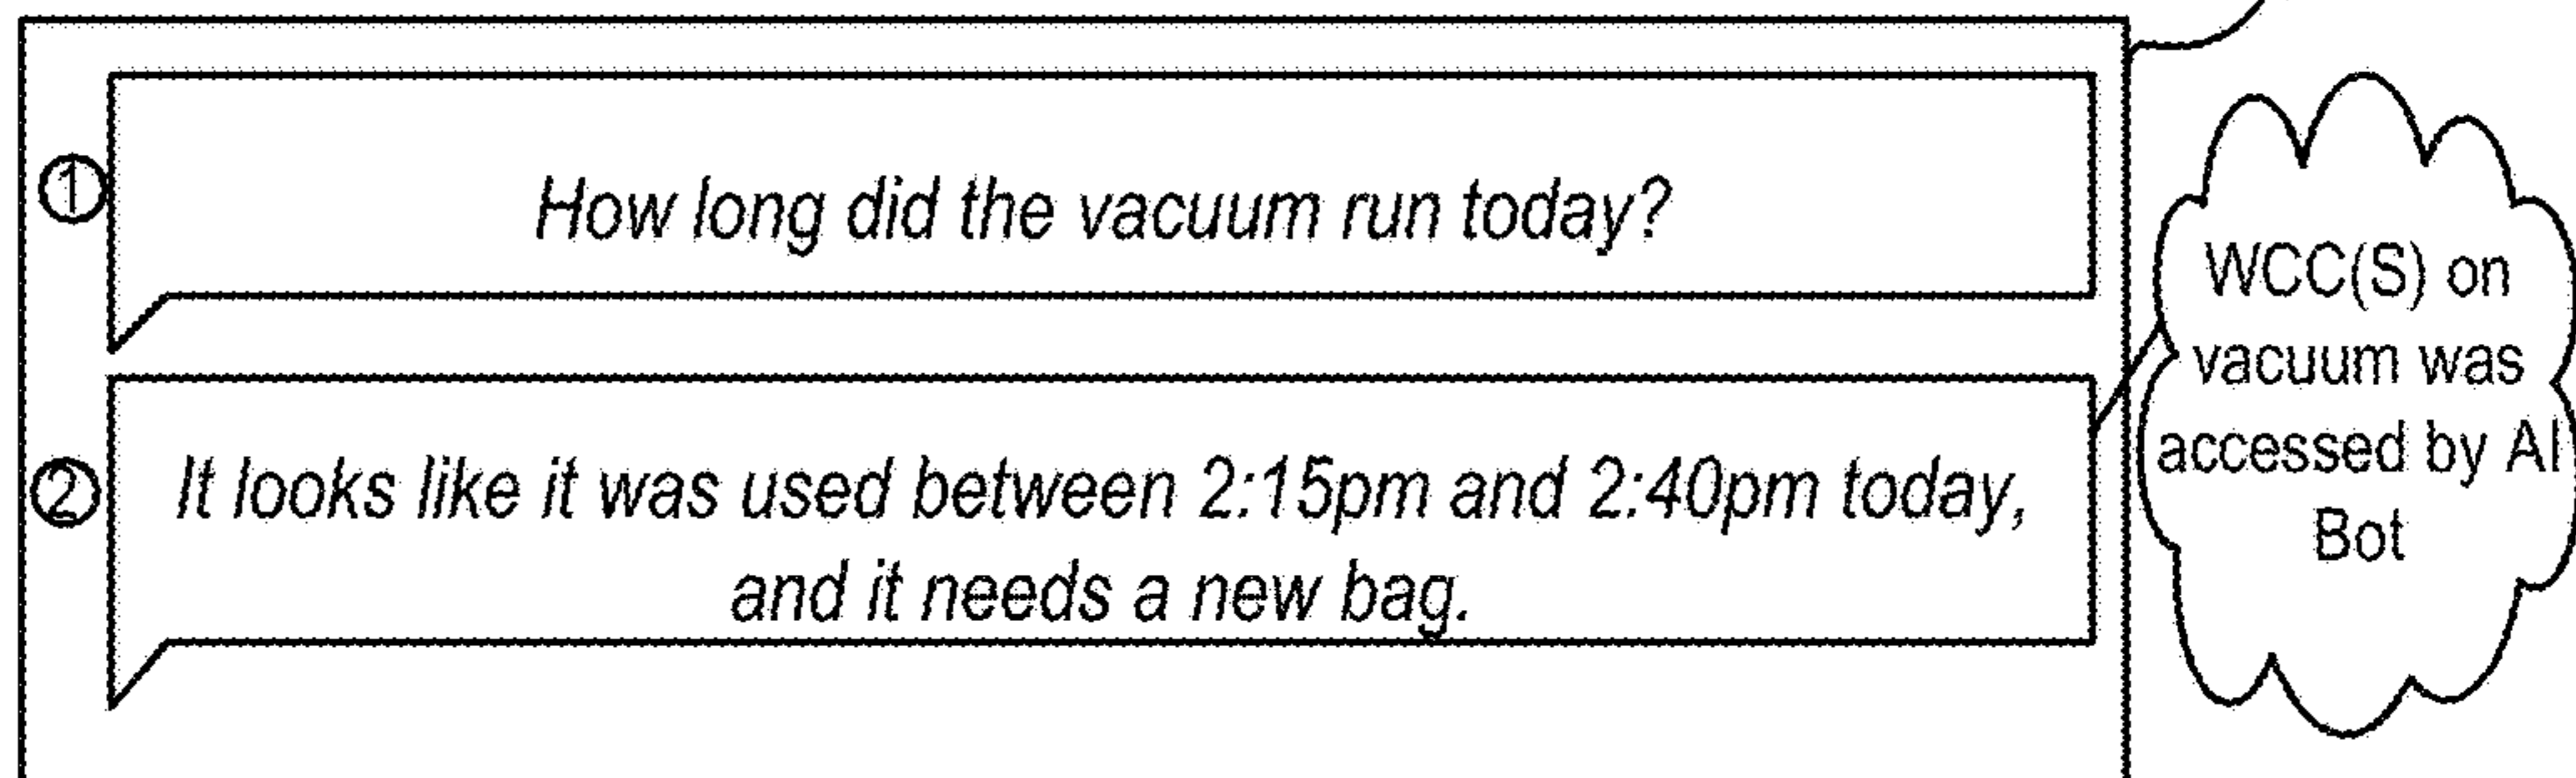 ①
How long did the vacuum run today?
②
It looks like it was used between 2:15pm and 2:40pm today,
and it needs a new bag.
WCC(S) on
vacuum was
accessed by AI
Bot